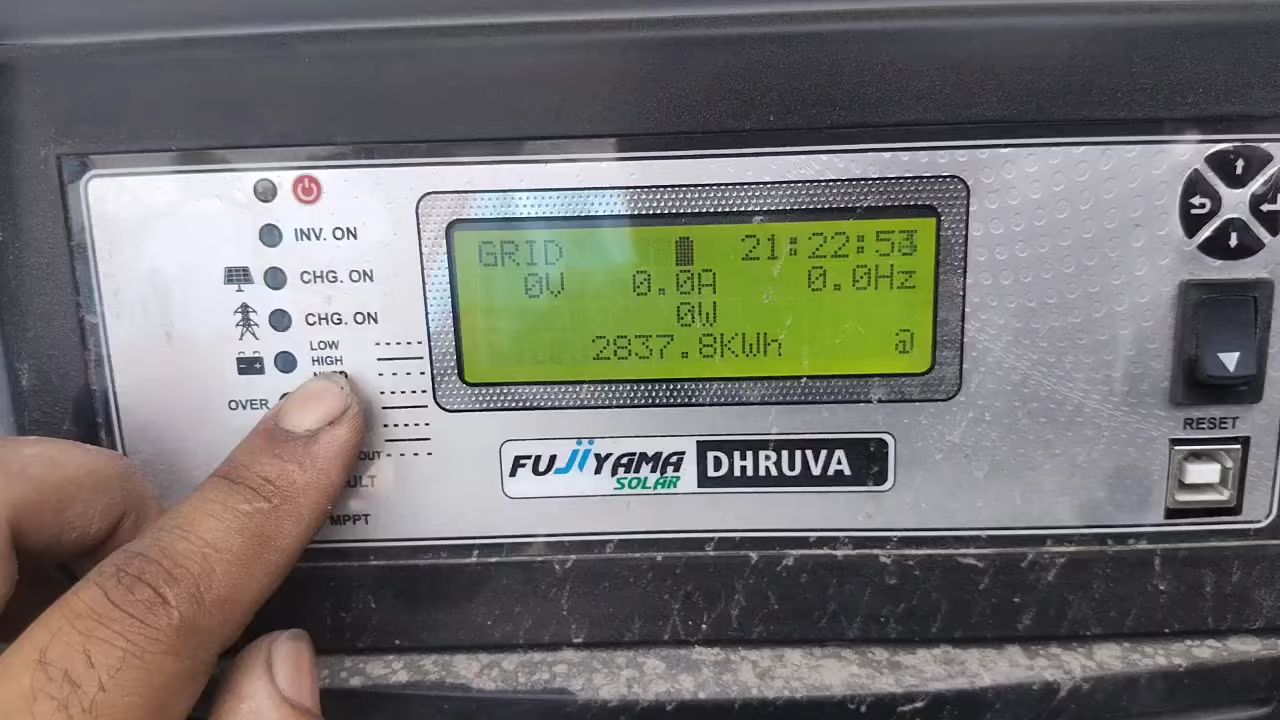 INV. ON
CHG. ON
CHG. ON
LOW
HIGH
OVER
MPPT
GRID 21:22:53
0V 0.0A 0.0Hz
0W
2837.8KWh @
FUJIYAMA
SOLAR
DHRUVA
RESET